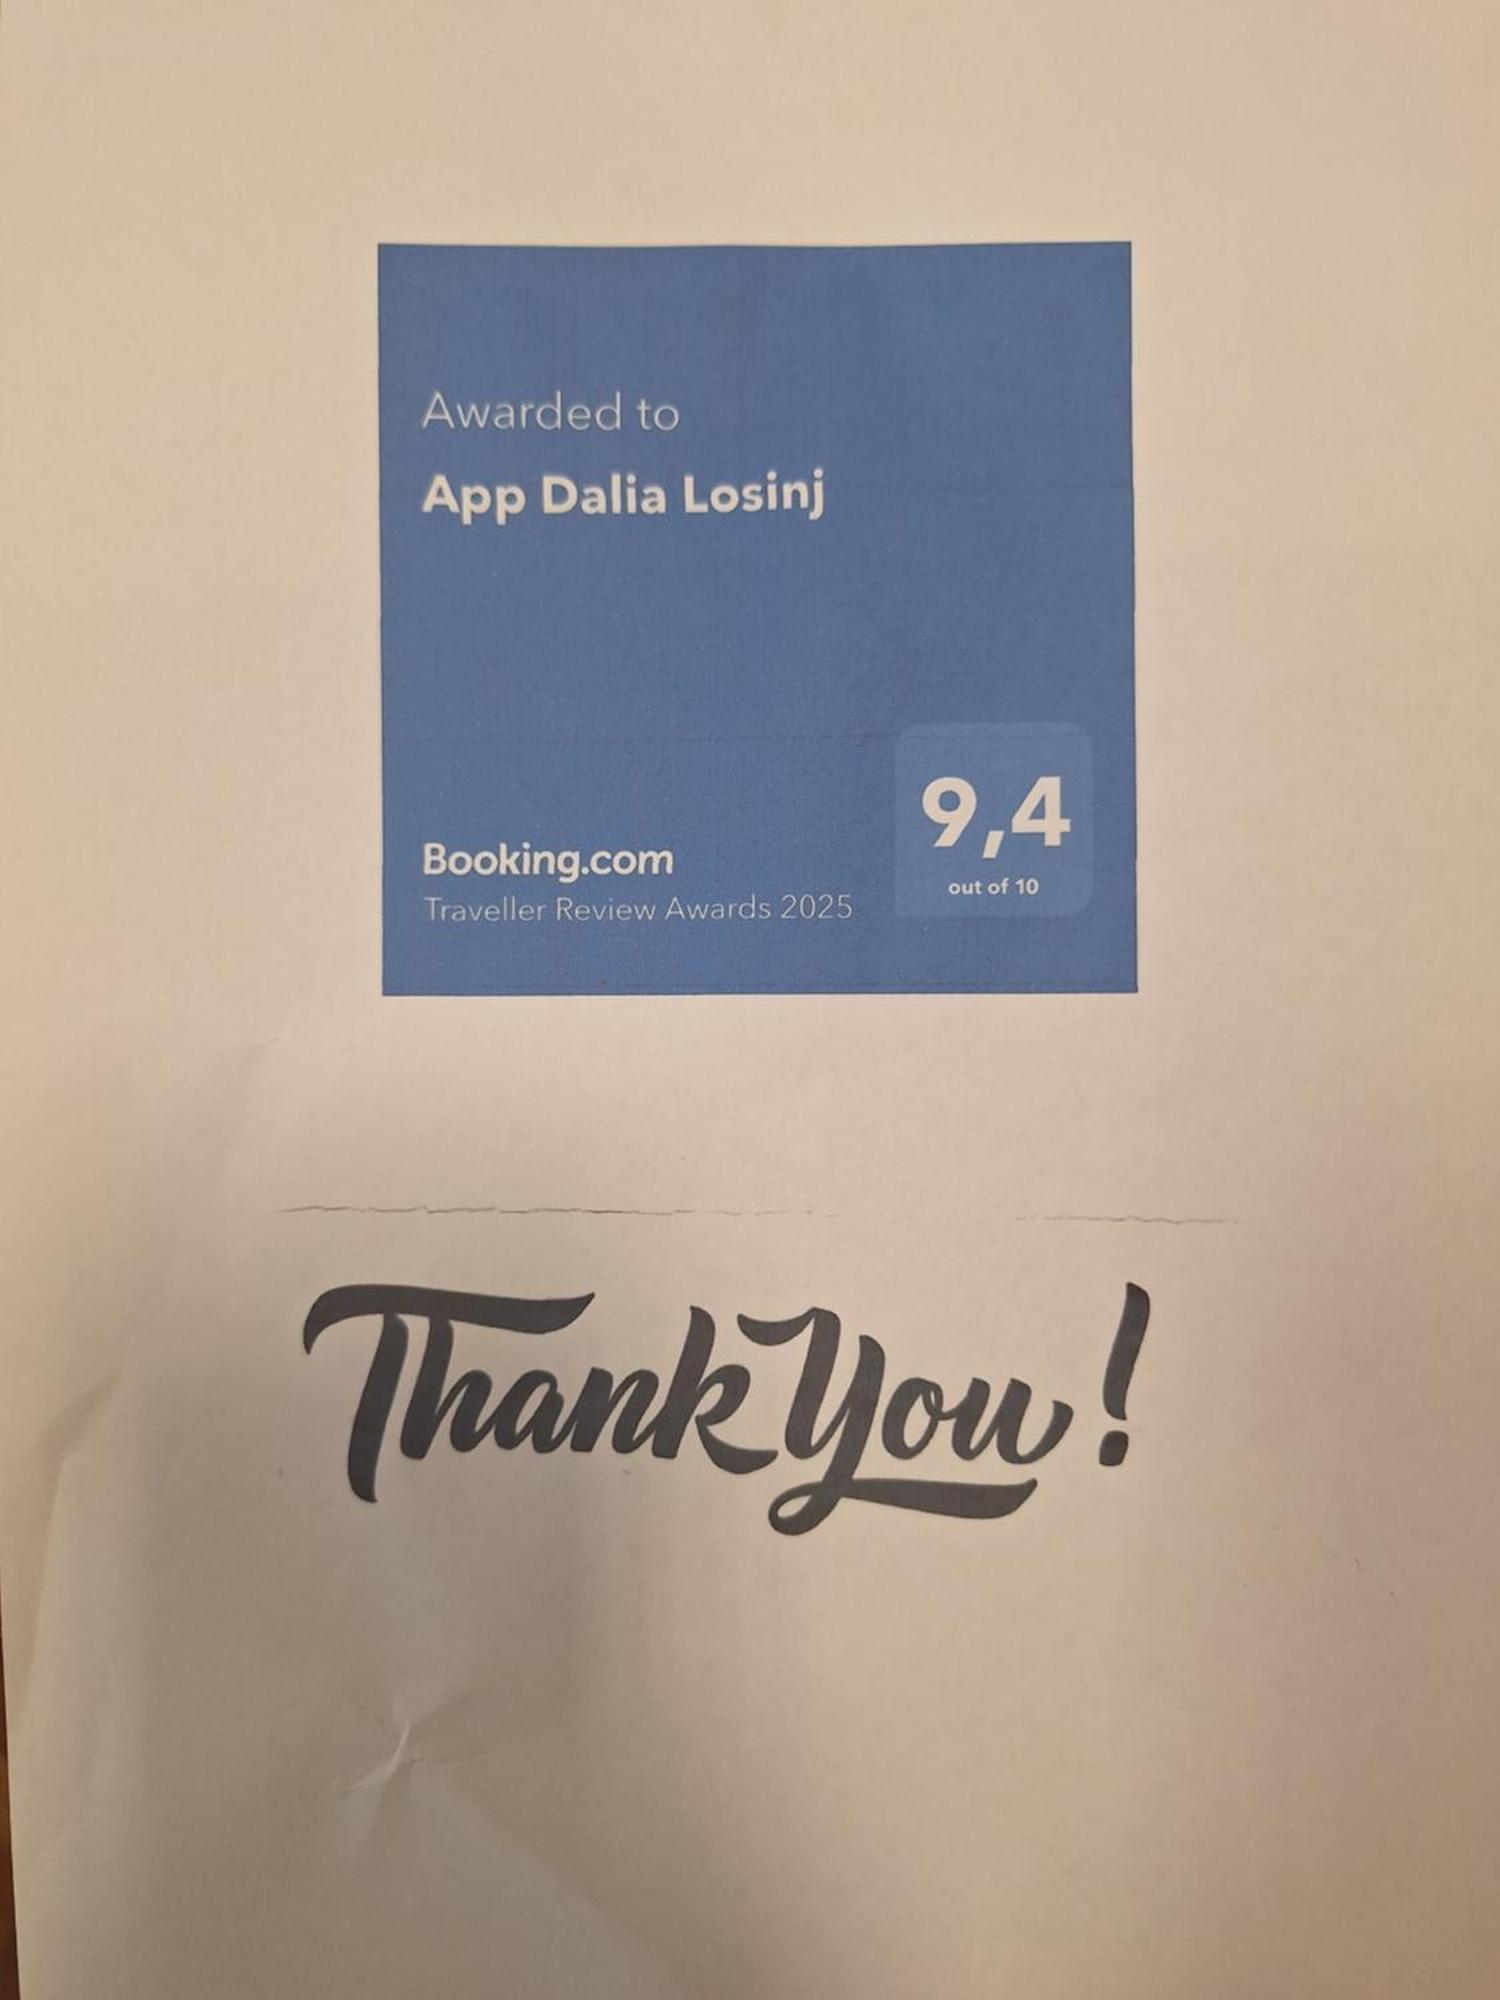 Awarded to
App Dalia Losinj
9,4
out of 10
Booking.com
Traveller Review Awards 2025
Thank You!